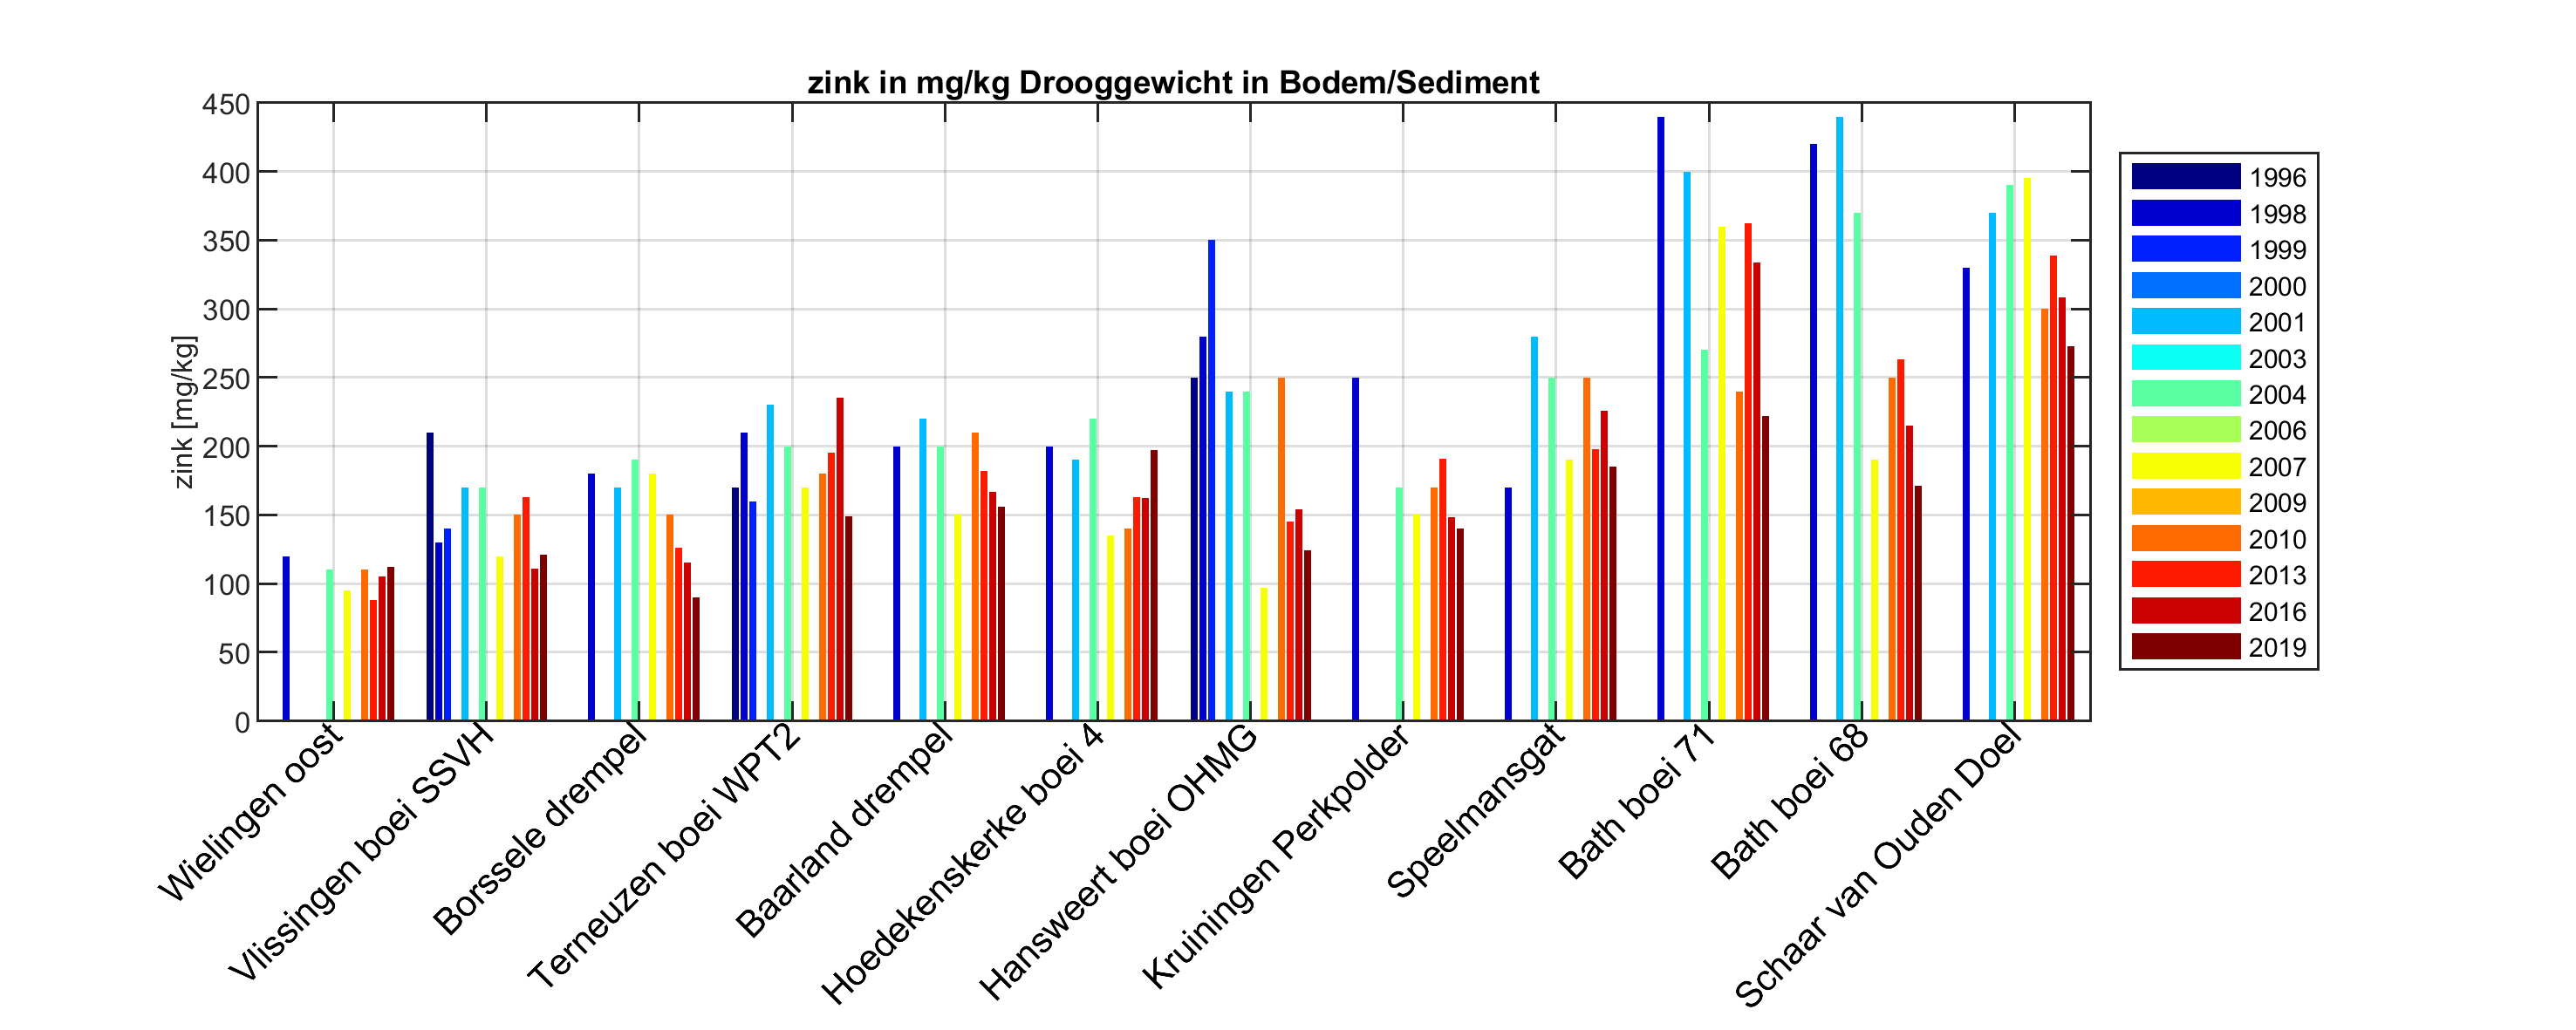 zink in mg/kg Drooggewicht in Bodem/Sediment
zink [mg/kg]
450
400
350
300
250
200
150
100
50
0
Wielingen oost
Vlissingen boei SSVH
Borssele drempel
Terneuzen boei WPT2
Baarland drempel
Hoedekenskerke boei 4
Hansweert boei OHMG
Kruiningen Perkpolder
Speelmansgat
Bath boei 71
Bath boei 68
Schaar van Ouden Doel
1996
1998
1999
2000
2001
2003
2004
2006
2007
2009
2010
2013
2016
2019